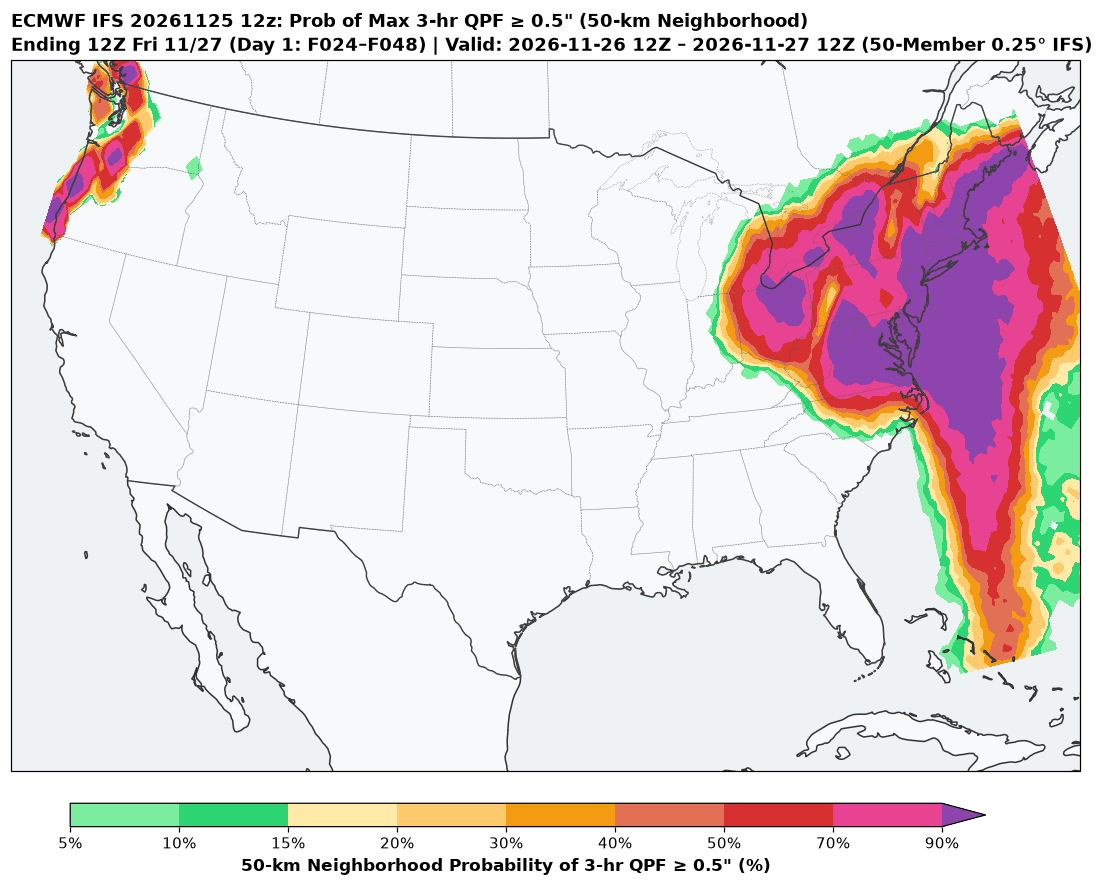 ECMWF IFS 20261125 12z: Prob of Max 3-hr QPF ≥ 0.5" (50-km Neighborhood)
Ending 12Z Fri 11/27 (Day 1: F024–F048) | Valid: 2026-11-26 12Z – 2026-11-27 12Z (50-Member 0.25° IFS)
5% 10% 15% 20% 30% 40% 50% 70% 90%
50-km Neighborhood Probability of 3-hr QPF ≥ 0.5" (%)